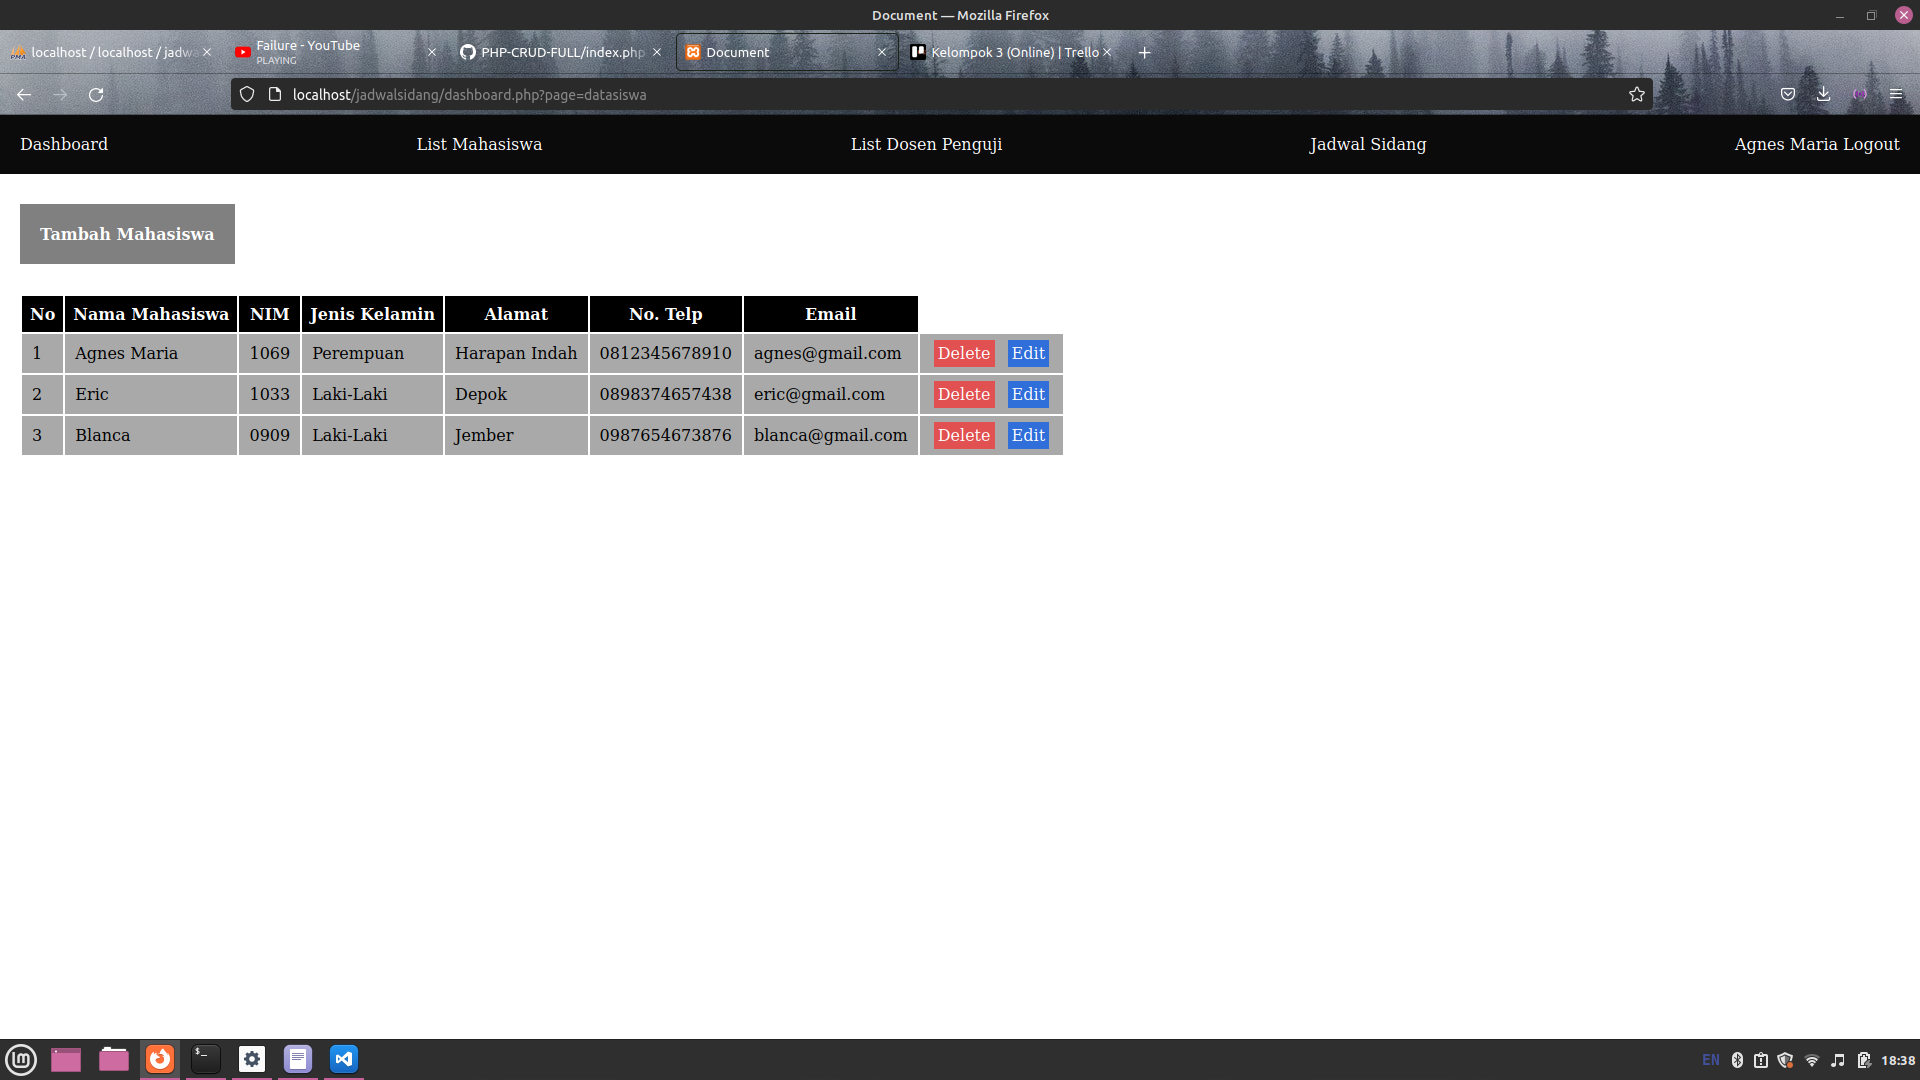 Document — Mozilla Firefox
localhost / localhost / jadwa
Failure - YouTube
PLAYING
PHP-CRUD-FULL/index.php
Document
Kelompok 3 (Online) | Trello
localhost/jadwalsidang/dashboard.php?page=datasiswa
Dashboard List Mahasiswa List Dosen Penguji Jadwal Sidang Agnes Maria Logout
Tambah Mahasiswa
No Nama Mahasiswa NIM Jenis Kelamin Alamat No. Telp Email
1 Agnes Maria 1069 Perempuan Harapan Indah 0812345678910 agnes@gmail.com Delete Edit
2 Eric 1033 Laki-Laki Depok 0898374657438 eric@gmail.com Delete Edit
3 Blanca 0909 Laki-Laki Jember 0987654673876 blanca@gmail.com Delete Edit
EN 18:38